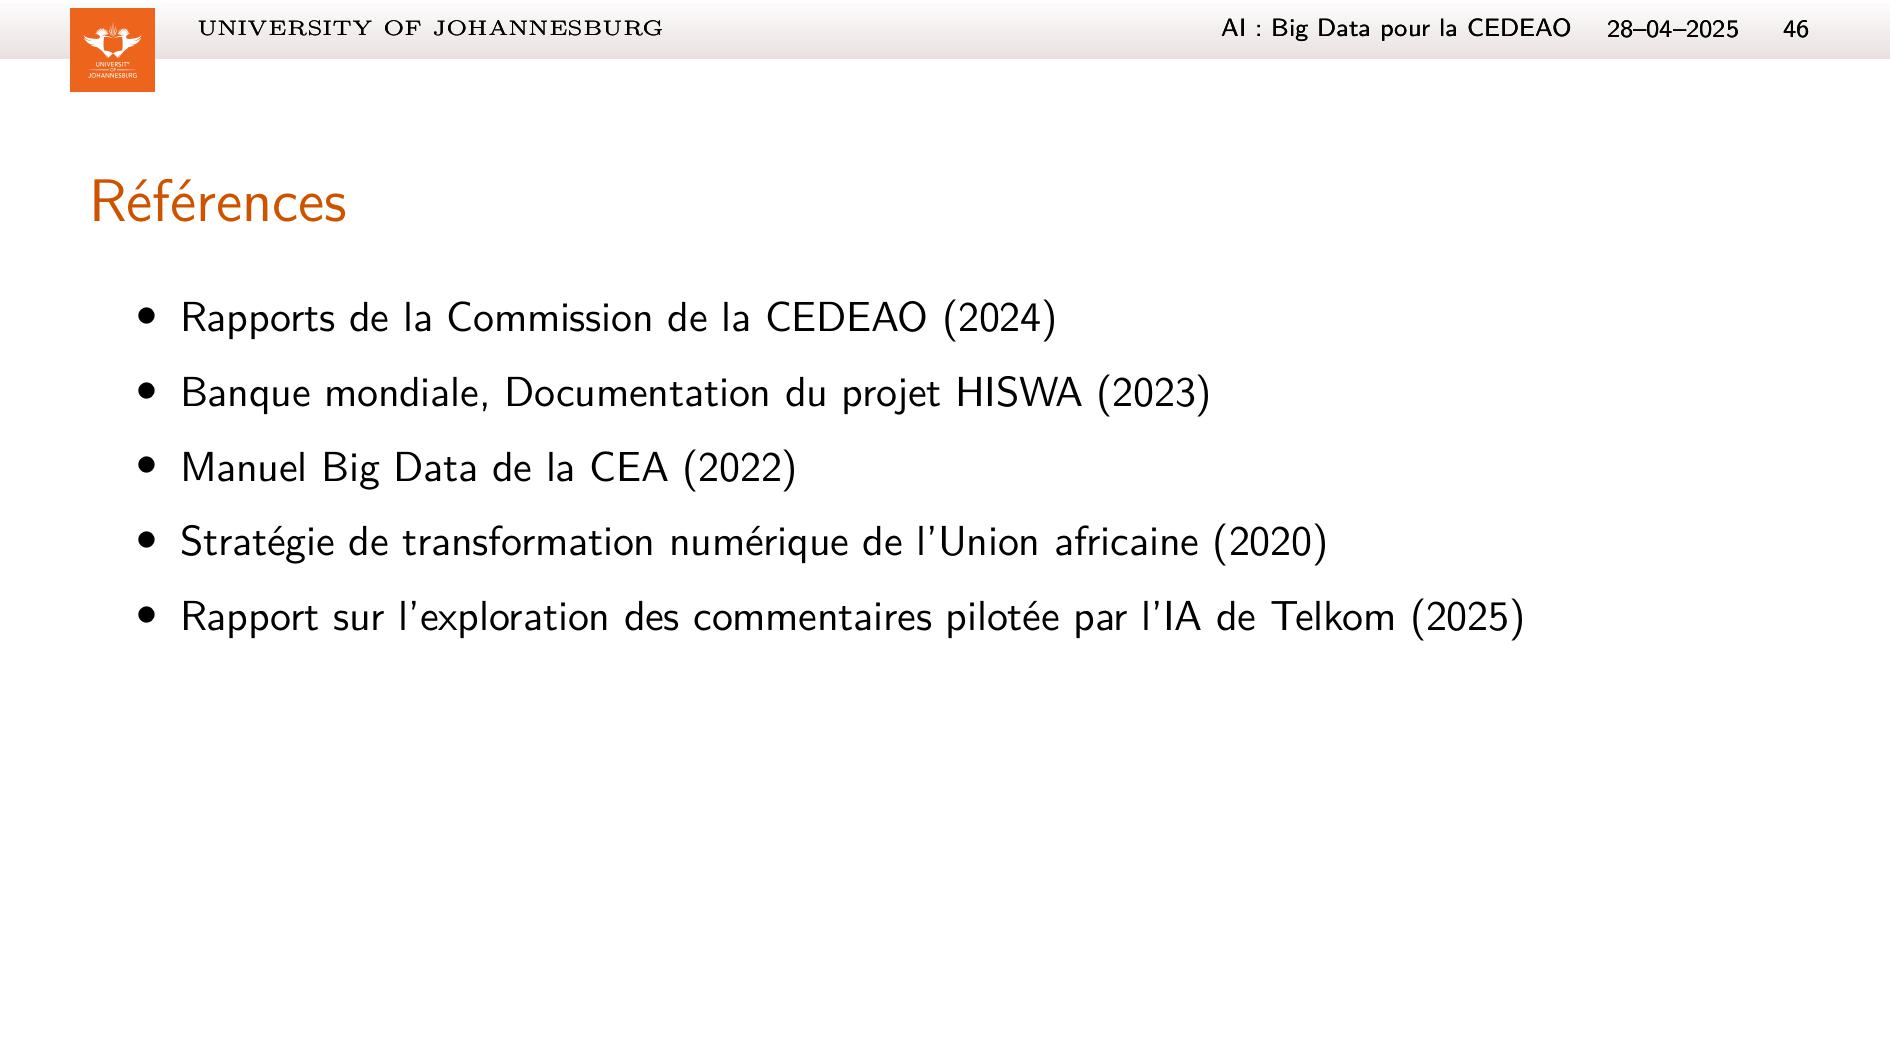 UNIVERSITY OF JOHANNESBURG
AI : Big Data pour la CEDEAO 28–04–2025 46
UNIVERSITY
OF
JOHANNESBURG
Références
• Rapports de la Commission de la CEDEAO (2024)
• Banque mondiale, Documentation du projet HISWA (2023)
• Manuel Big Data de la CEA (2022)
• Stratégie de transformation numérique de l'Union africaine (2020)
• Rapport sur l'exploration des commentaires pilotée par l'IA de Telkom (2025)